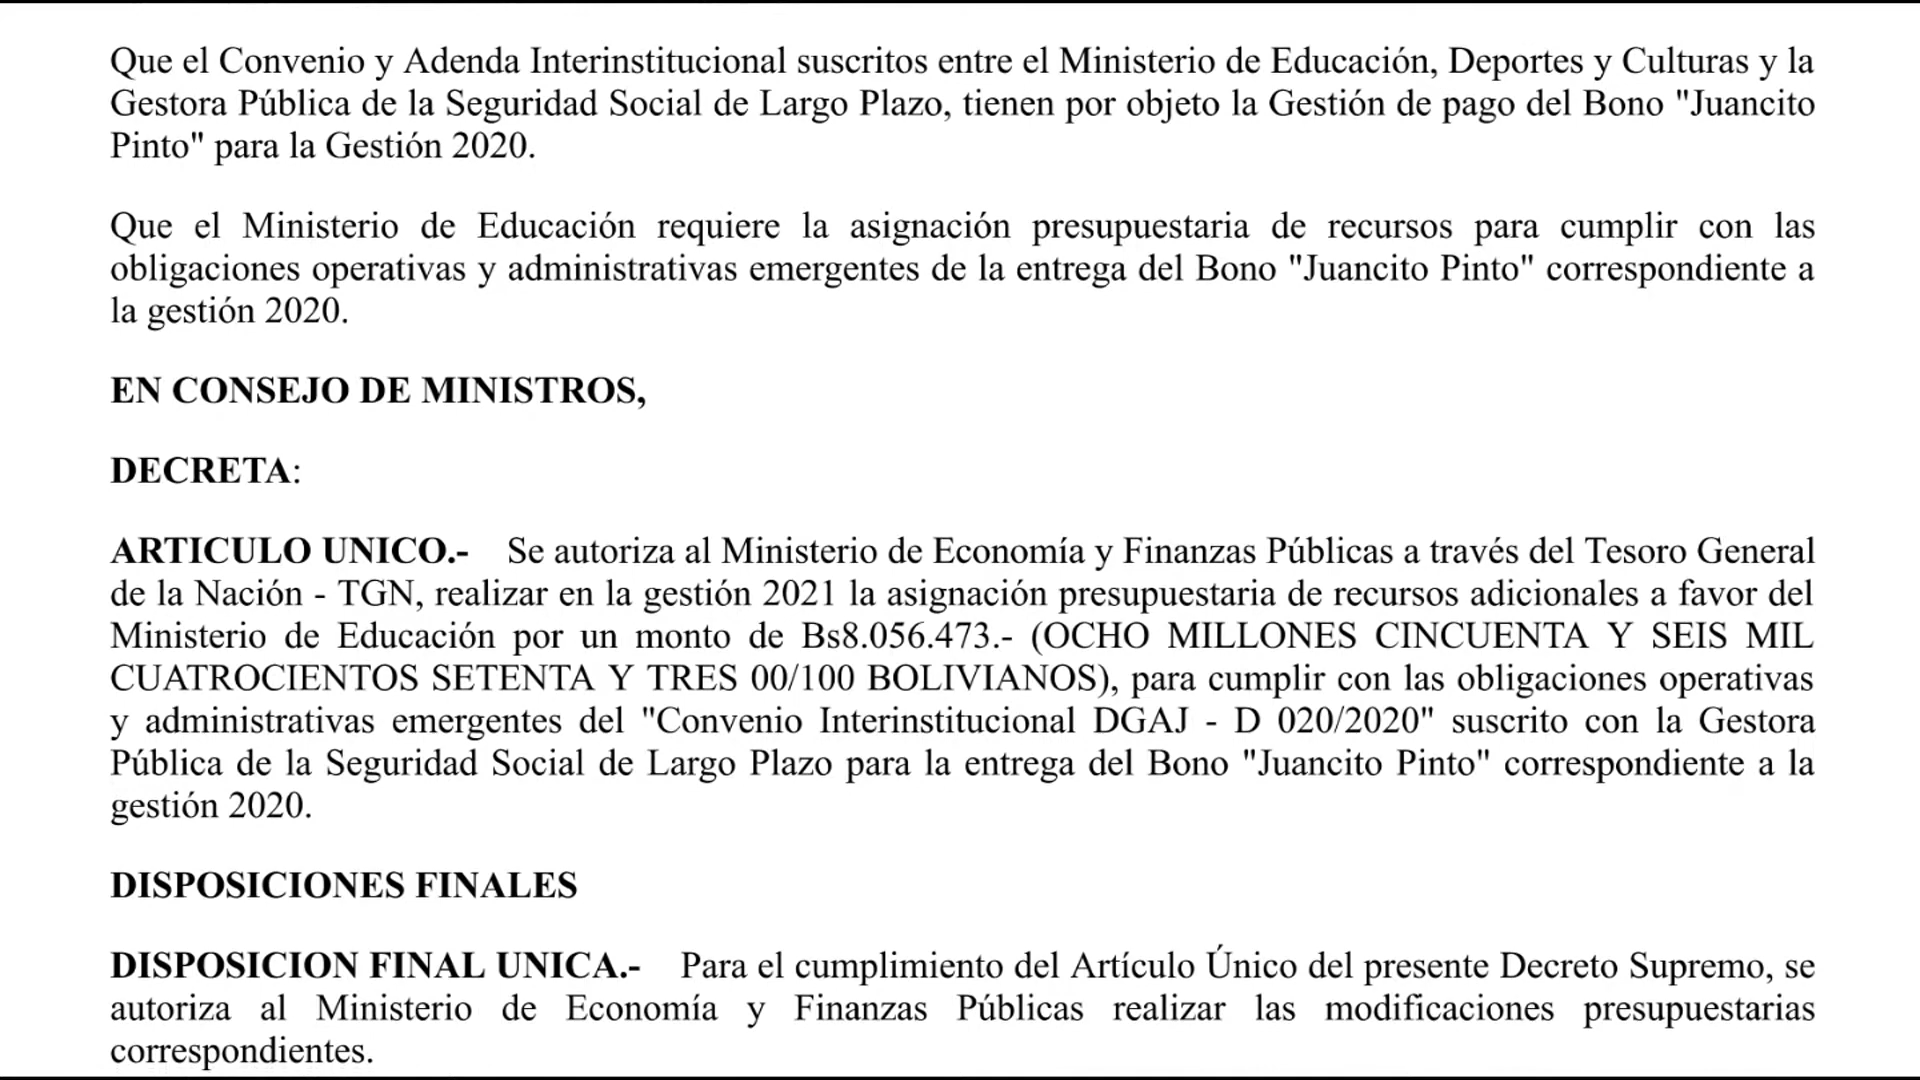 Que el Convenio y Adenda Interinstitucional suscritos entre el Ministerio de Educación, Deportes y Culturas y la
Gestora Pública de la Seguridad Social de Largo Plazo, tienen por objeto la Gestión de pago del Bono "Juancito
Pinto" para la Gestión 2020.
Que el Ministerio de Educación requiere la asignación presupuestaria de recursos para cumplir con las
obligaciones operativas y administrativas emergentes de la entrega del Bono "Juancito Pinto" correspondiente a
la gestión 2020.
EN CONSEJO DE MINISTROS,
DECRETA:
ARTICULO UNICO.- Se autoriza al Ministerio de Economía y Finanzas Públicas a través del Tesoro General
de la Nación - TGN, realizar en la gestión 2021 la asignación presupuestaria de recursos adicionales a favor del
Ministerio de Educación por un monto de Bs8.056.473.- (OCHO MILLONES CINCUENTA Y SEIS MIL
CUATROCIENTOS SETENTA Y TRES 00/100 BOLIVIANOS), para cumplir con las obligaciones operativas
y administrativas emergentes del "Convenio Interinstitucional DGAJ - D 020/2020" suscrito con la Gestora
Pública de la Seguridad Social de Largo Plazo para la entrega del Bono "Juancito Pinto" correspondiente a la
gestión 2020.
DISPOSICIONES FINALES
DISPOSICION FINAL UNICA.- Para el cumplimiento del Artículo Único del presente Decreto Supremo, se
autoriza al Ministerio de Economía y Finanzas Públicas realizar las modificaciones presupuestarias
correspondientes.